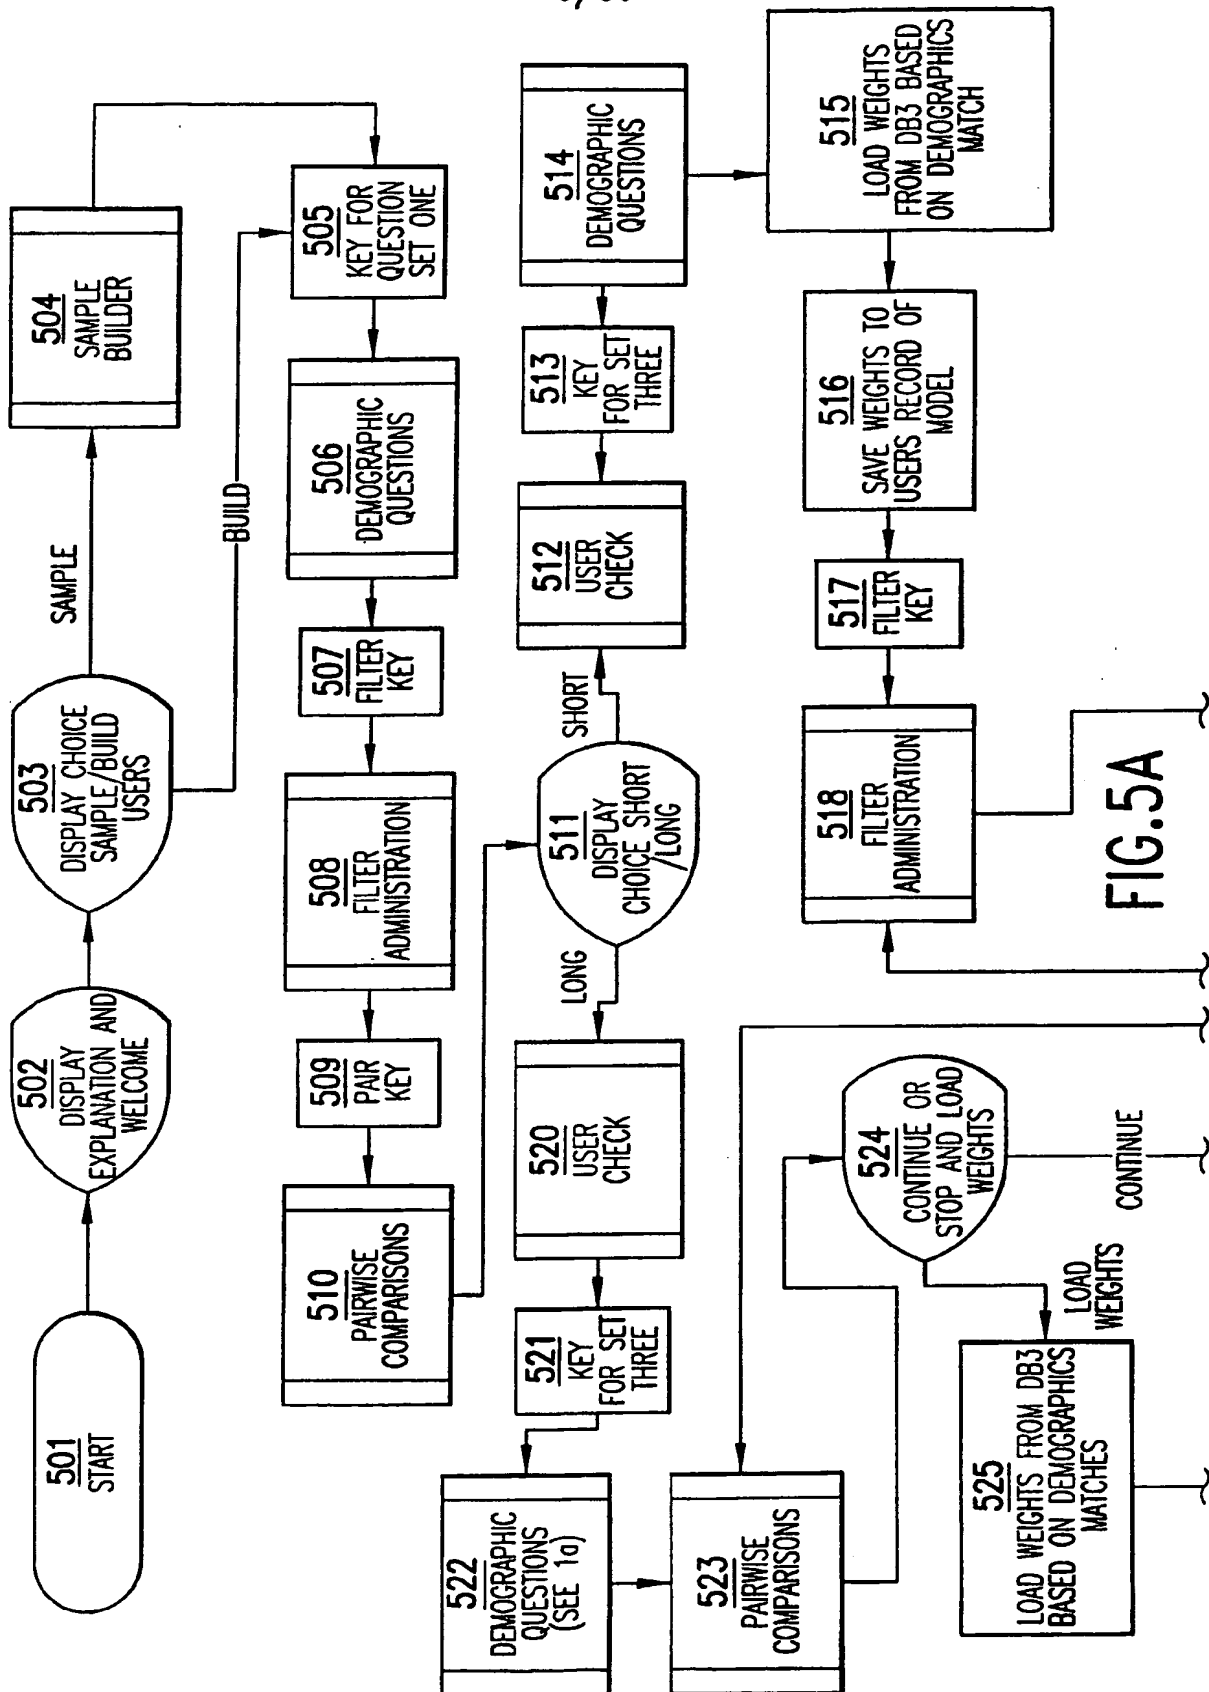 501
START
502
DISPLAY
EXPLANATION AND
WELCOME
503
DISPLAY CHOICE
SAMPLE/BUILD
USERS
SAMPLE
BUILD
504
SAMPLE
BUILDER
505
KEY FOR
QUESTION
SET ONE
506
DEMOGRAPHIC
QUESTIONS
507
FILTER
KEY
508
FILTER
ADMINISTRATION
509
PAIR
KEY
510
PAIRWISE
COMPARISONS
511
DISPLAY
CHOICE SHORT
/LONG
SHORT
LONG
512
USER
CHECK
513
KEY
FOR SET
THREE
514
DEMOGRAPHIC
QUESTIONS
515
LOAD WEIGHTS
FROM DB3 BASED
ON DEMOGRAPHICS
MATCH
516
SAVE WEIGHTS TO
USERS RECORD OF
MODEL
517
FILTER
KEY
518
FILTER
ADMINISTRATION
520
USER
CHECK
521
KEY
FOR SET
THREE
522
DEMOGRAPHIC
QUESTIONS
(SEE 1a)
523
PAIRWISE
COMPARISONS
524
CONTINUE OR
STOP AND LOAD
WEIGHTS
CONTINUE
LOAD
WEIGHTS
525
LOAD WEIGHTS FROM DB3
BASED ON DEMOGRAPHICS
MATCHES
FIG.5A